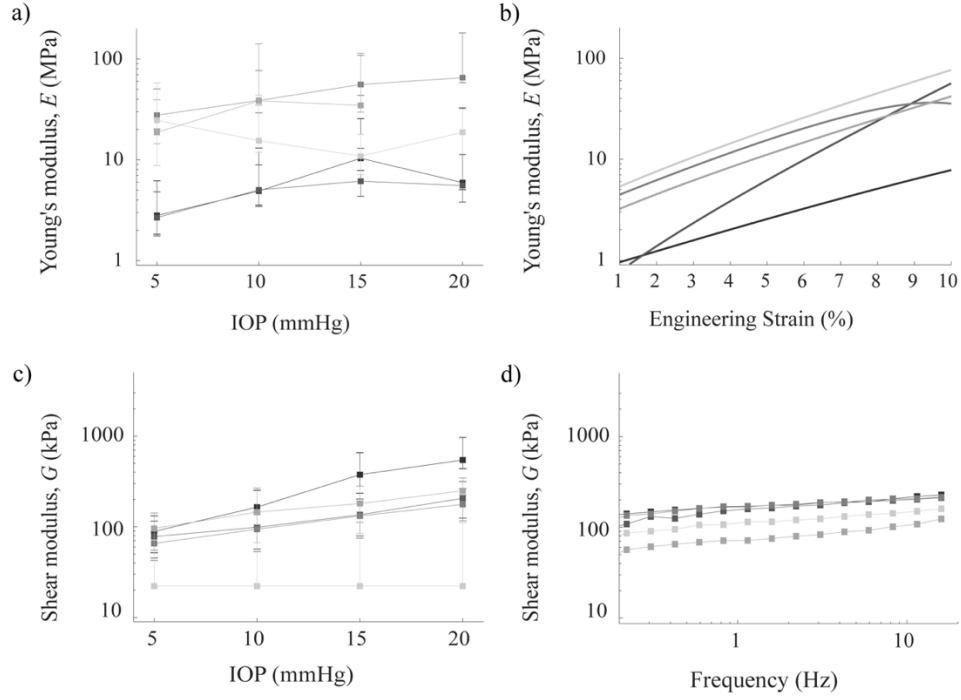 a)
Young's modulus, E (MPa)
100
10
1
5 10 15 20
IOP (mmHg)
b)
Young's modulus, E (MPa)
100
10
1
1 2 3 4 5 6 7 8 9 10
Engineering Strain (%)
c)
Shear modulus, G (kPa)
1000
100
10
5 10 15 20
IOP (mmHg)
d)
Shear modulus, G (kPa)
1000
100
10
1 10
Frequency (Hz)